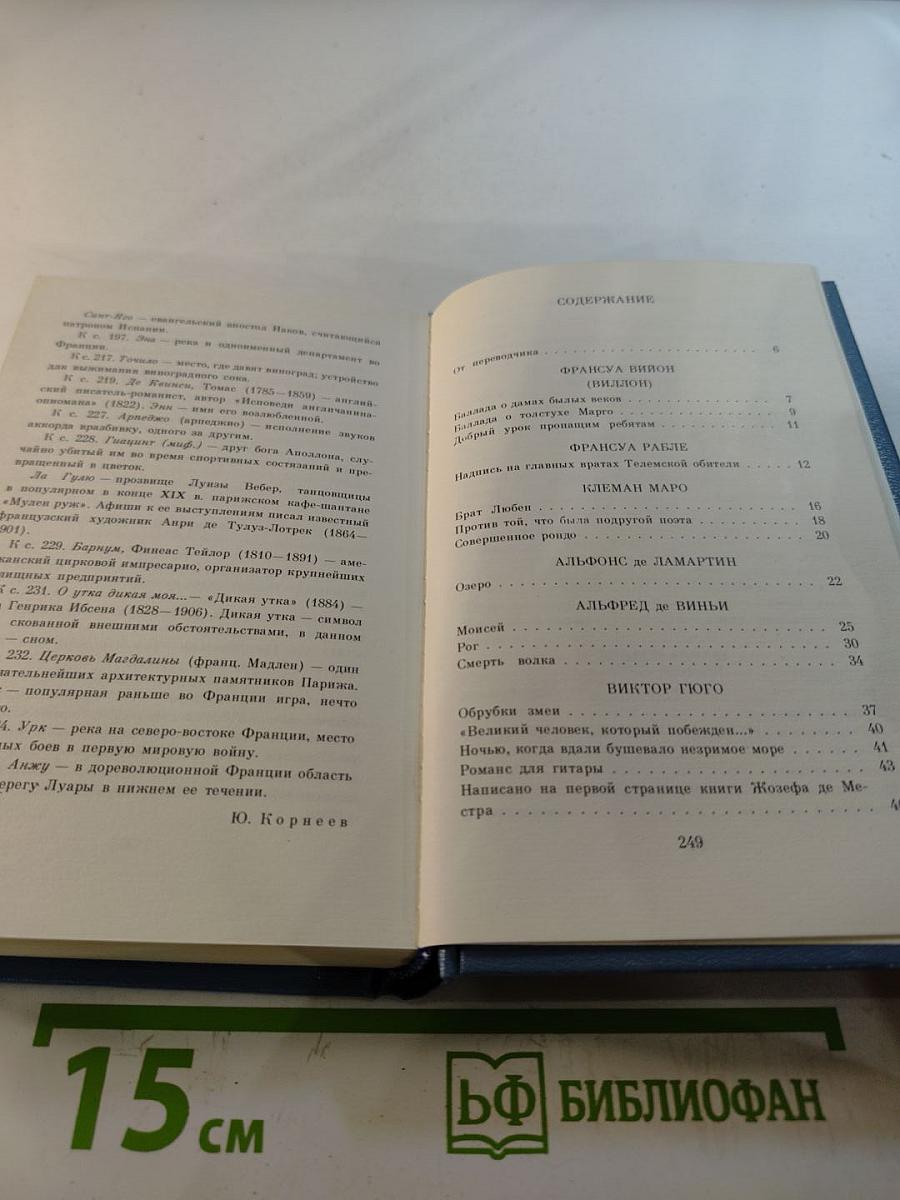 Сант-Яго — евангельский апостол Иаков, считающийся
патроном Испании.
К с. 197. Эна — река и одноименный департамент во
Франции.
К с. 217. Точило — место, где давят виноград; устройство
для выжимания виноградного сока.
К с. 219. Де Квинси, Томас (1785—1859) — англий-
ский писатель-романист, автор «Исповеди англичанина-
опиомана» (1822). Энн — имя его возлюбленной.
К с. 227. Арпеджо (арпеджио) — исполнение звуков
аккорда вразбивку, одного за другим.
К с. 228. Гиацинт (миф.) — друг бога Аполлона, слу-
чайно убитый им во время спортивных состязаний и пре-
вращенный в цветок.
Ла Гулю — прозвище Луизы Вебер, танцовщицы
в популярном в конце XIX в. парижском кафе-шантане
«Мулен руж». Афиши к ее выступлениям писал известный
французский художник Анри де Тулуз-Лотрек (1864—
901).
К с. 229. Барнум, Финеас Тейлор (1810—1891) — аме-
канский цирковой импресарио, организатор крупнейших
лищных предприятий.
К с. 231. О утка дикая моя... — «Дикая утка» (1884) —
Генрика Ибсена (1828—1906). Дикая утка — символ
скованной внешними обстоятельствами, в данном
— сном.
232. Церковь Магдалины (франц. Мадлен) — один
чательнейших архитектурных памятников Парижа.
— популярная раньше во Франции игра, нечто
о.
4. Урк — река на северо-востоке Франции, место
ных боев в первую мировую войну.
Анжу — в дореволюционной Франции область
ерегу Луары в нижнем ее течении.
Ю. Корнеев
СОДЕРЖАНИЕ
От переводчика . . . . . . . . . . . . . . . . . . . . 6
ФРАНСУА ВИЙОН
(ВИЛЛОН)
Баллада о дамах былых веков . . . . . . . . . . . . . . 7
Баллада о толстухе Марго . . . . . . . . . . . . . . . 9
Добрый урок пропащим ребятам . . . . . . . . . . . . 11
ФРАНСУА РАБЛЕ
Надпись на главных вратах Телемской обители . . . . . 12
КЛЕМАН МАРО
Брат Любен . . . . . . . . . . . . . . . . . . . . . 16
Против той, что была подругой поэта . . . . . . . . . 18
Совершенное рондо . . . . . . . . . . . . . . . . . . 20
АЛЬФОНС де ЛАМАРТИН
Озеро . . . . . . . . . . . . . . . . . . . . . . . . 22
АЛЬФРЕД де ВИНЬИ
Моисей . . . . . . . . . . . . . . . . . . . . . . . 25
Рог . . . . . . . . . . . . . . . . . . . . . . . . . 30
Смерть волка . . . . . . . . . . . . . . . . . . . . 34
ВИКТОР ГЮГО
Обрубки змеи . . . . . . . . . . . . . . . . . . . . 37
«Великий человек, который побежден...» . . . . . . . . 40
Ночью, когда вдали бушевало незримое море . . . . . . 41
Романс для гитары . . . . . . . . . . . . . . . . . . 43
Написано на первой странице книги Жозефа де Ме-
стра . . . . . . . . . . . . . . . . . . . . . . . .
249
15 см
ЬФ БИБЛИОФАН